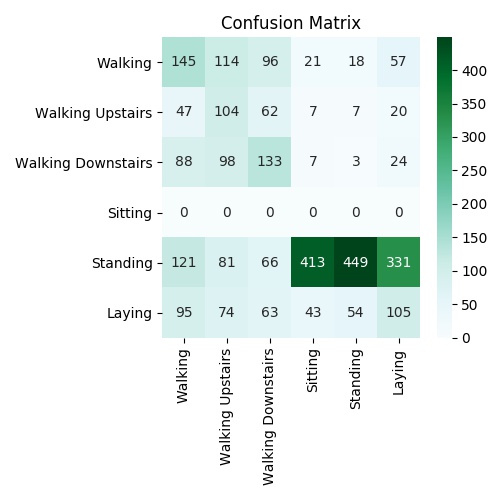 Confusion Matrix
Walking 145 114 96 21 18 57 400
Walking Upstairs 47 104 62 7 7 20 350
300
Walking Downstairs 88 98 133 7 3 24 250
200
Sitting 0 0 0 0 0 0
150
Standing 121 81 66 413 449 331 100
50
Laying 95 74 63 43 54 105
0
Walking
Walking Upstairs
Walking Downstairs
Sitting
Standing
Laying